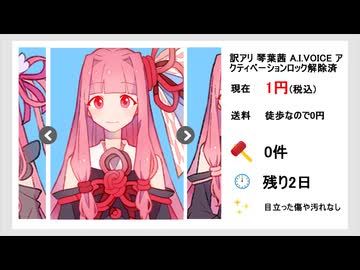 訳アリ 琴葉茜 A.I.VOICE ア
クティベーションロック解除済
現在 1円(税込)
送料 徒歩なので0円
0件
残り2日
目立った傷や汚れなし